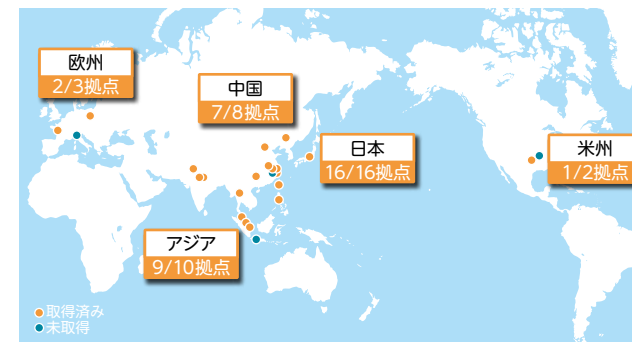 欧州
2/3拠点
中国
7/8拠点
日本
16/16拠点
米州
1/2拠点
アジア
9/10拠点
取得済み
未取得